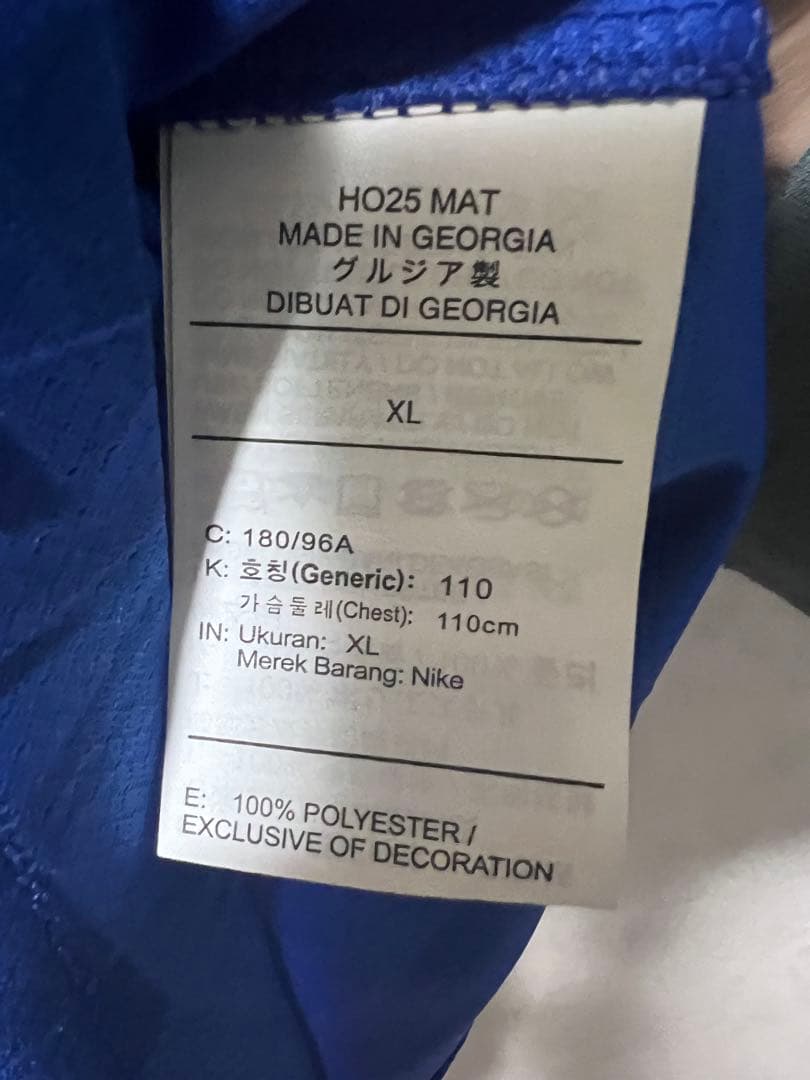 HO25 MAT
MADE IN GEORGIA
グルジア製
DIBUAT DI GEORGIA
XL
C: 180/96A
K: 호칭(Generic): 110
가슴둘레(Chest): 110cm
IN: Ukuran: XL
Merek Barang: Nike
E: 100% POLYESTER /
EXCLUSIVE OF DECORATION